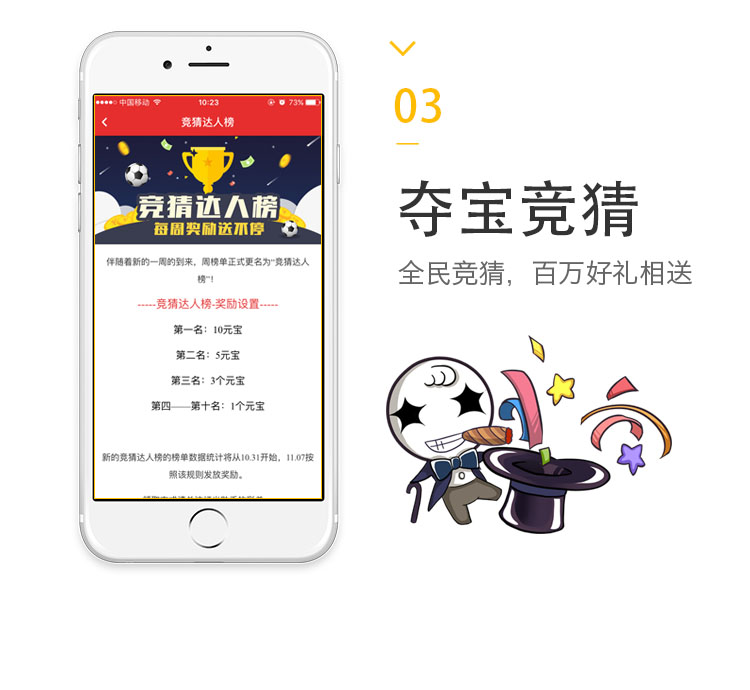 中国移动 10:23 73%
竞猜达人榜
竞猜达人榜
每周奖励送不停
伴随着新的一周的到来，周榜单正式更名为“竞猜达人
榜”！
-----竞猜达人榜-奖励设置-----
第一名：10元宝
第二名：5元宝
第三名：3个元宝
第四——第十名：1个元宝
新的竞猜达人榜的榜单数据统计将从10.31开始，11.07按
照该规则发放奖励。
03
夺宝竞猜
全民竞猜，百万好礼相送